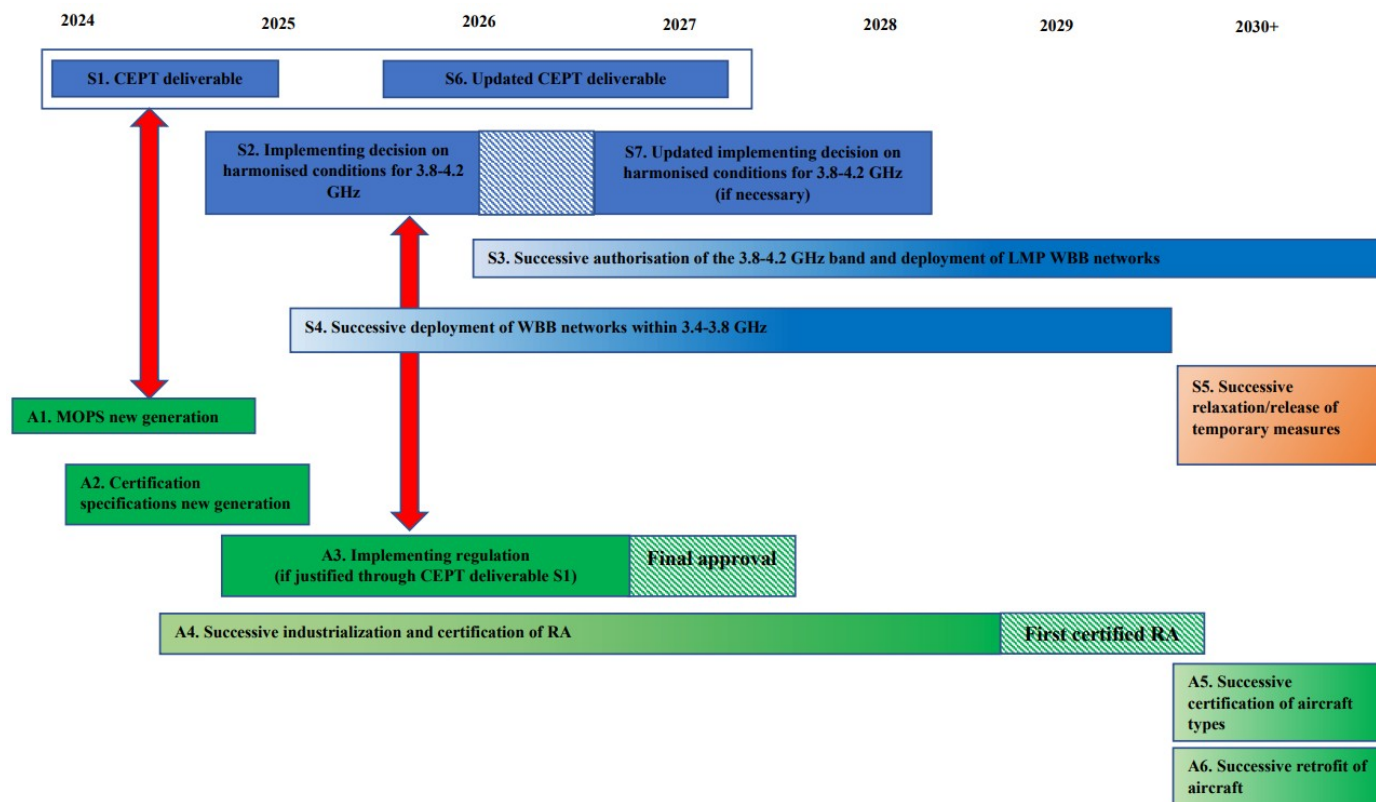 2024 2025 2026 2027 2028 2029 2030+
S1. CEPT deliverable
S6. Updated CEPT deliverable
S2. Implementing decision on
harmonised conditions for 3.8-4.2
GHz
S7. Updated implementing decision on
harmonised conditions for 3.8-4.2 GHz
(if necessary)
S3. Successive authorisation of the 3.8-4.2 GHz band and deployment of LMP WBB networks
S4. Successive deployment of WBB networks within 3.4-3.8 GHz
S5. Successive
relaxation/release of
temporary measures
A1. MOPS new generation
A2. Certification
specifications new generation
A3. Implementing regulation
(if justified through CEPT deliverable S1)
Final approval
A4. Successive industrialization and certification of RA
First certified RA
A5. Successive
certification of aircraft
types
A6. Successive retrofit of
aircraft